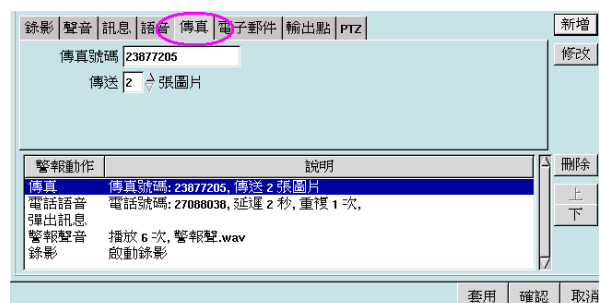 錄影 聲音 訊息 語音 傳真 電子郵件 輸出點 PTZ 新增
傳真號碼 23877205 修改
傳送 2 張圖片
警報動作 說明 刪除
傳真 傳真號碼: 23877205, 傳送 2 張圖片
電話語音 電話號碼: 27088038, 延遲 2 秒, 重複 1 次,
上
彈出訊息
下
警報聲音 播放 6 次, 警報聲.wav
錄影 啟動錄影
套用 確認 取消